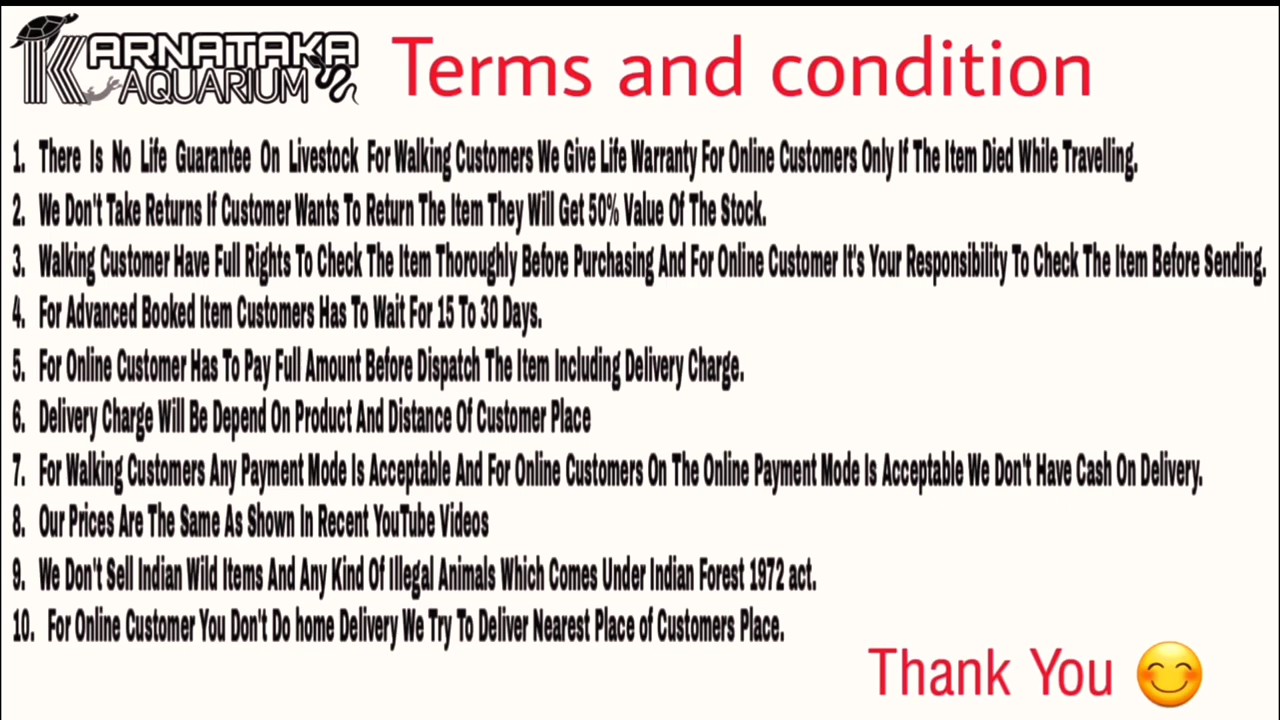 KARNATAKA
AQUARIUM
Terms and condition
1. There Is No Life Guarantee On Livestock For Walking Customers We Give Life Warranty For Online Customers Only If The Item Died While Travelling.
2. We Don't Take Returns If Customer Wants To Return The Item They Will Get 50% Value Of The Stock.
3. Walking Customer Have Full Rights To Check The Item Thoroughly Before Purchasing And For Online Customer It's Your Responsibility To Check The Item Before Sending.
4. For Advanced Booked Item Customers Has To Wait For 15 To 30 Days.
5. For Online Customer Has To Pay Full Amount Before Dispatch The Item Including Delivery Charge.
6. Delivery Charge Will Be Depend On Product And Distance Of Customer Place
7. For Walking Customers Any Payment Mode Is Acceptable And For Online Customers On The Online Payment Mode Is Acceptable We Don't Have Cash On Delivery.
8. Our Prices Are The Same As Shown In Recent YouTube Videos
9. We Don't Sell Indian Wild Items And Any Kind Of Illegal Animals Which Comes Under Indian Forest 1972 act.
10. For Online Customer You Don't Do home Delivery We Try To Deliver Nearest Place of Customers Place.
Thank You 😊